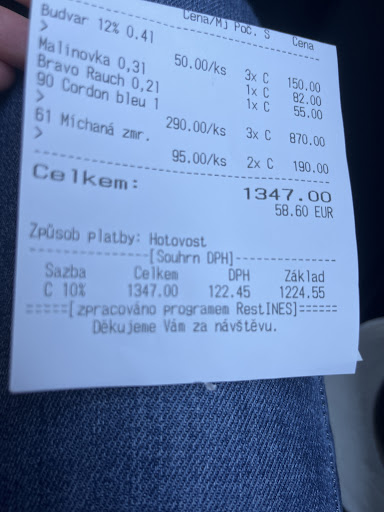 Cena/MJ Poč. S Cena
Budvar 12% 0.4l
> 50.00/ks 3x C 150.00
Malinovka 0,3l 1x C 82.00
Bravo Rauch 0,2l 1x C 55.00
90 Cordon bleu 1
> 290.00/ks 3x C 870.00
61 Míchaná zmr.
> 95.00/ks 2x C 190.00
Celkem: 1347.00
58.60 EUR
Způsob platby: Hotovost
[Souhrn DPH]
Sazba Celkem DPH Základ
C 10% 1347.00 122.45 1224.55
=====[zpracováno programem RestINES]======
Děkujeme Vám za návštěvu.